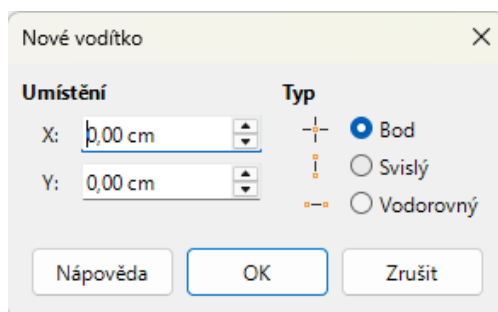 Nové vodítko
Umístění Typ
X: 0,00 cm Bod
Svislý
Y: 0,00 cm
Vodorovný
Nápověda OK Zrušit